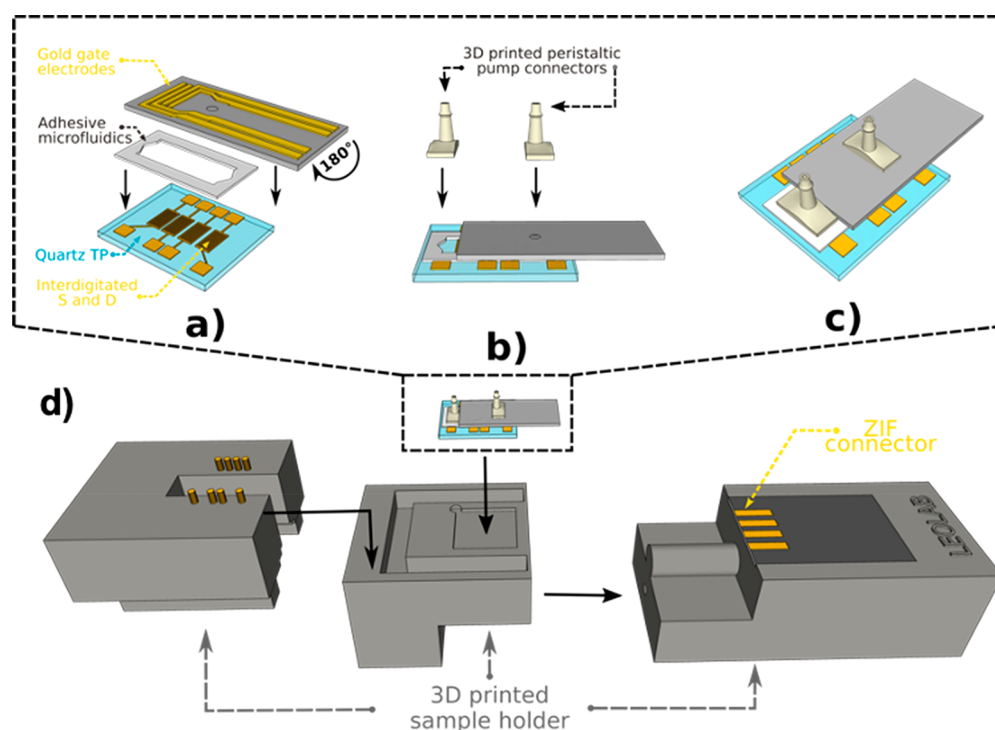 Gold gate
electrodes
Adhesive
microfluidics
180°
Quartz TP
Interdigitated
S and D
a)
3D printed peristaltic
pump connectors
b)
c)
d)
ZIF
connector
LEOLAB
3D printed
sample holder